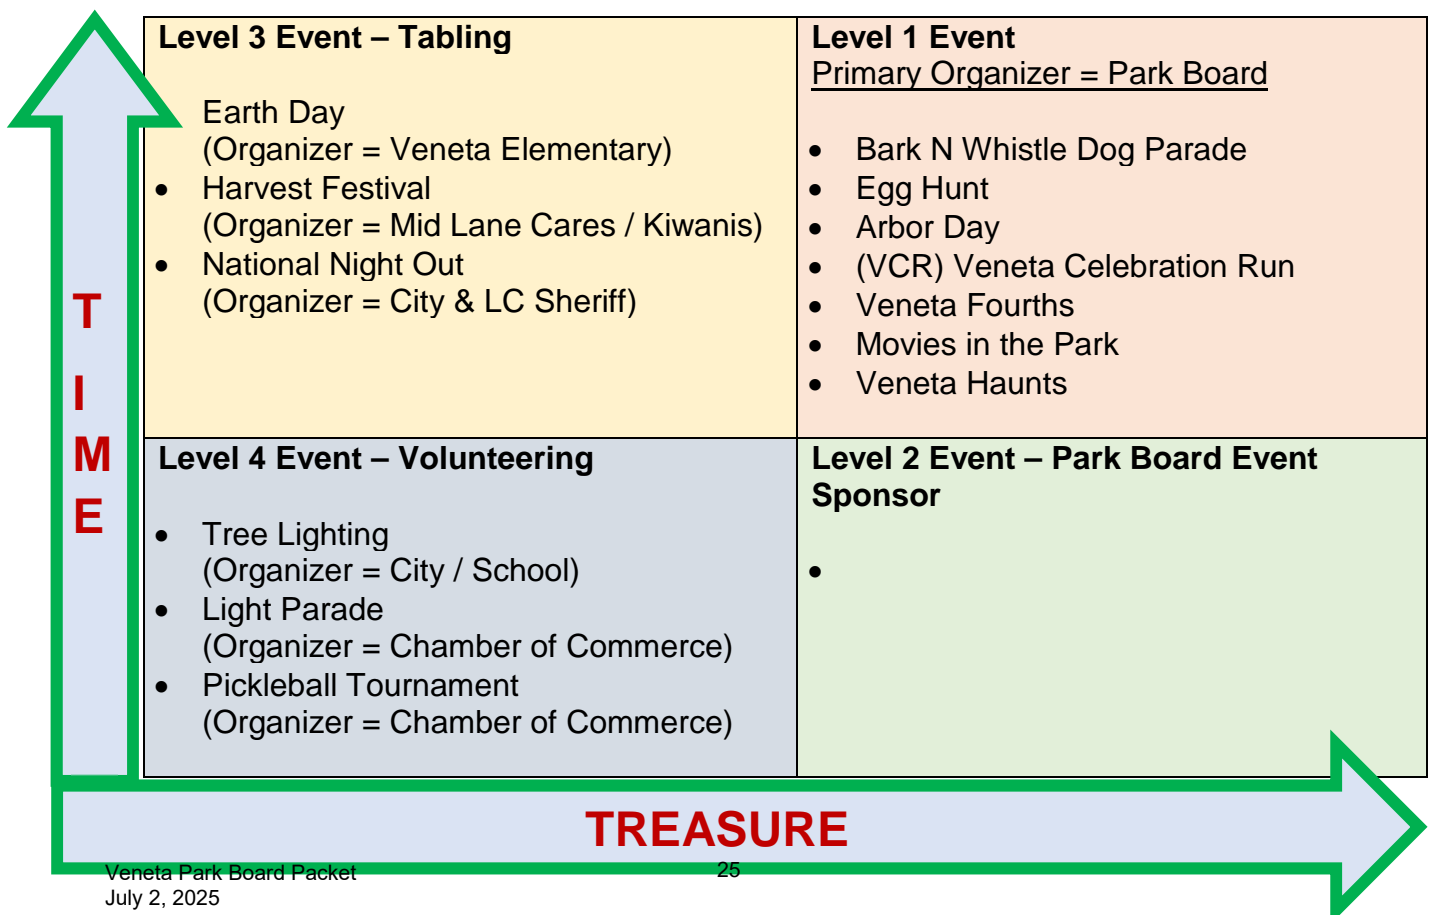 Level 3 Event – Tabling
Earth Day
(Organizer = Veneta Elementary)
• Harvest Festival
(Organizer = Mid Lane Cares / Kiwanis)
• National Night Out
(Organizer = City & LC Sheriff)
Level 1 Event
Primary Organizer = Park Board
• Bark N Whistle Dog Parade
• Egg Hunt
• Arbor Day
• (VCR) Veneta Celebration Run
• Veneta Fourths
• Movies in the Park
• Veneta Haunts
T
I
M
E
Level 4 Event – Volunteering
• Tree Lighting
(Organizer = City / School)
• Light Parade
(Organizer = Chamber of Commerce)
• Pickleball Tournament
(Organizer = Chamber of Commerce)
Level 2 Event – Park Board Event
Sponsor
•
TREASURE
Veneta Park Board Packet
July 2, 2025
25